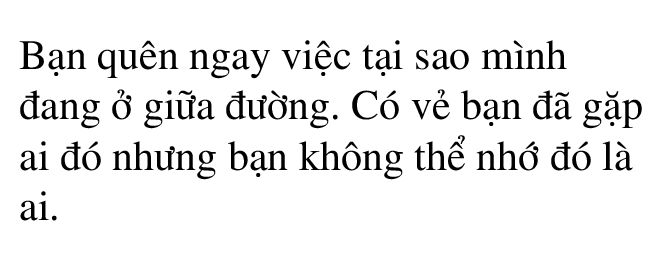 Bạn quên ngay việc tại sao mình
đang ở giữa đường. Có vẻ bạn đã gặp
ai đó nhưng bạn không thể nhớ đó là
ai.